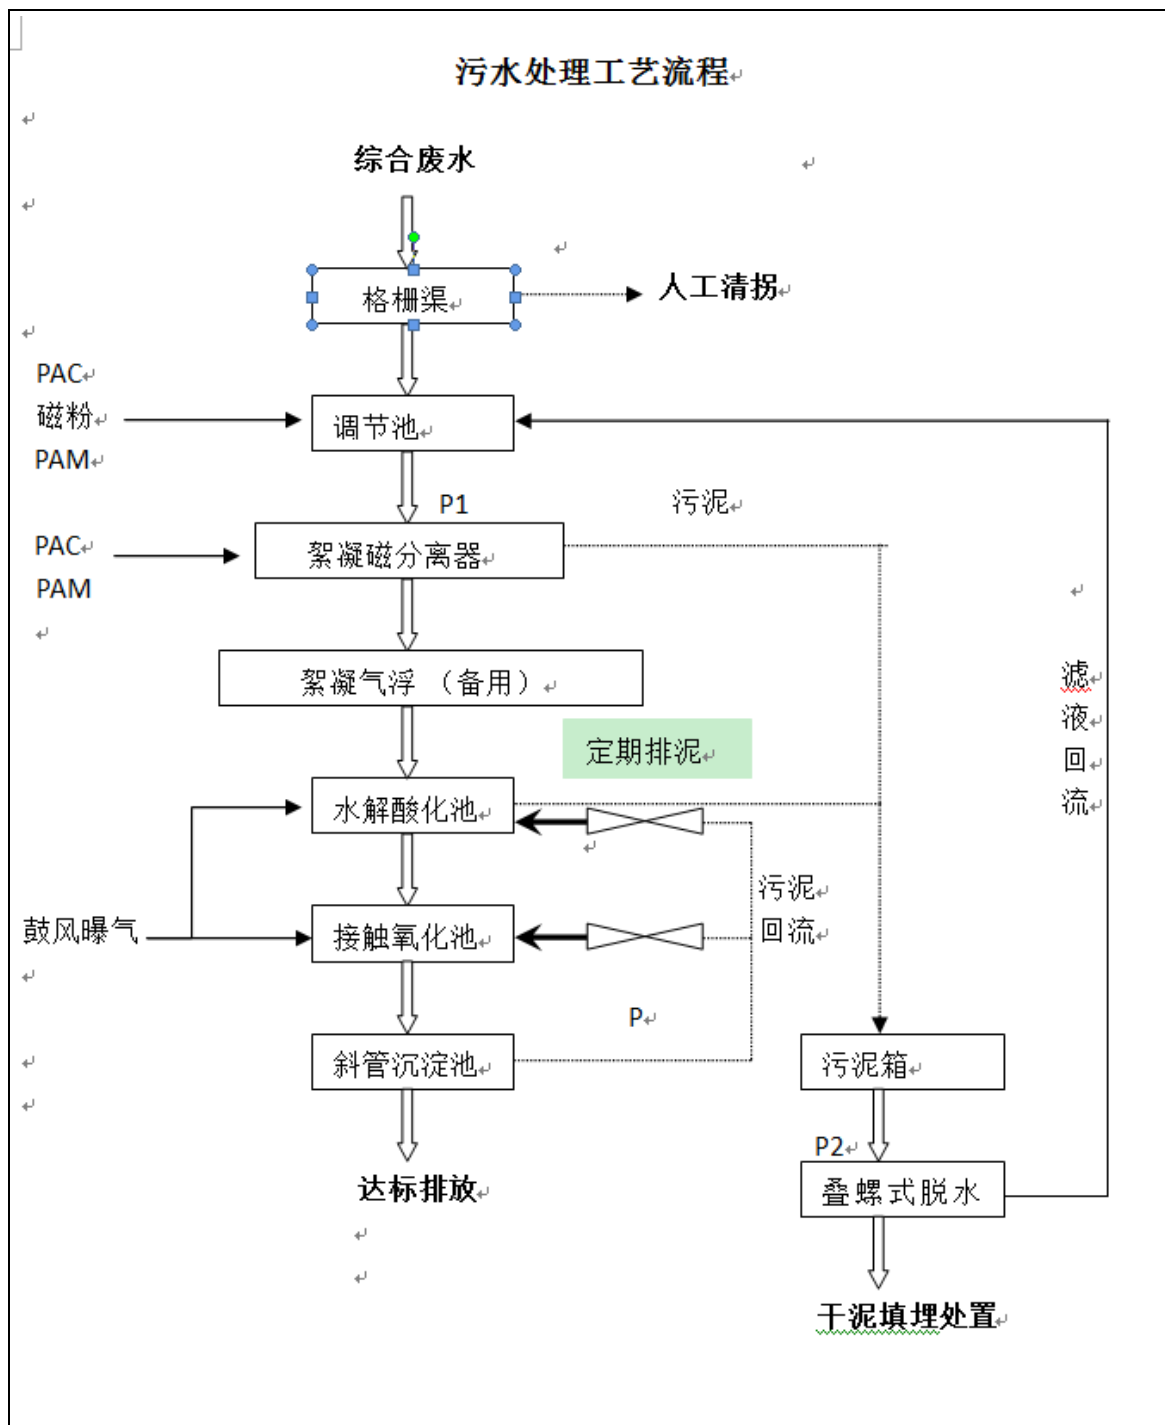 污水处理工艺流程
综合废水
格栅渠
人工清拐
PAC
磁粉
PAM
调节池
P1
污泥
PAC
PAM
絮凝磁分离器
絮凝气浮 （备用）
滤
液
回
流
定期排泥
水解酸化池
污泥
回流
鼓风曝气
接触氧化池
P
斜管沉淀池
污泥箱
P2
叠螺式脱水
达标排放
干泥填埋处置